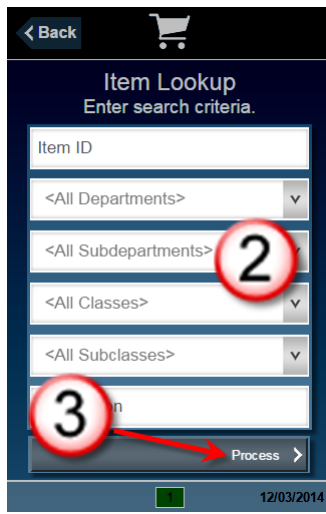 Back
Item Lookup
Enter search criteria.
Item ID
<All Departments>
<All Subdepartments>
2
<All Classes>
<All Subclasses>
3
Process
1
12/03/2014